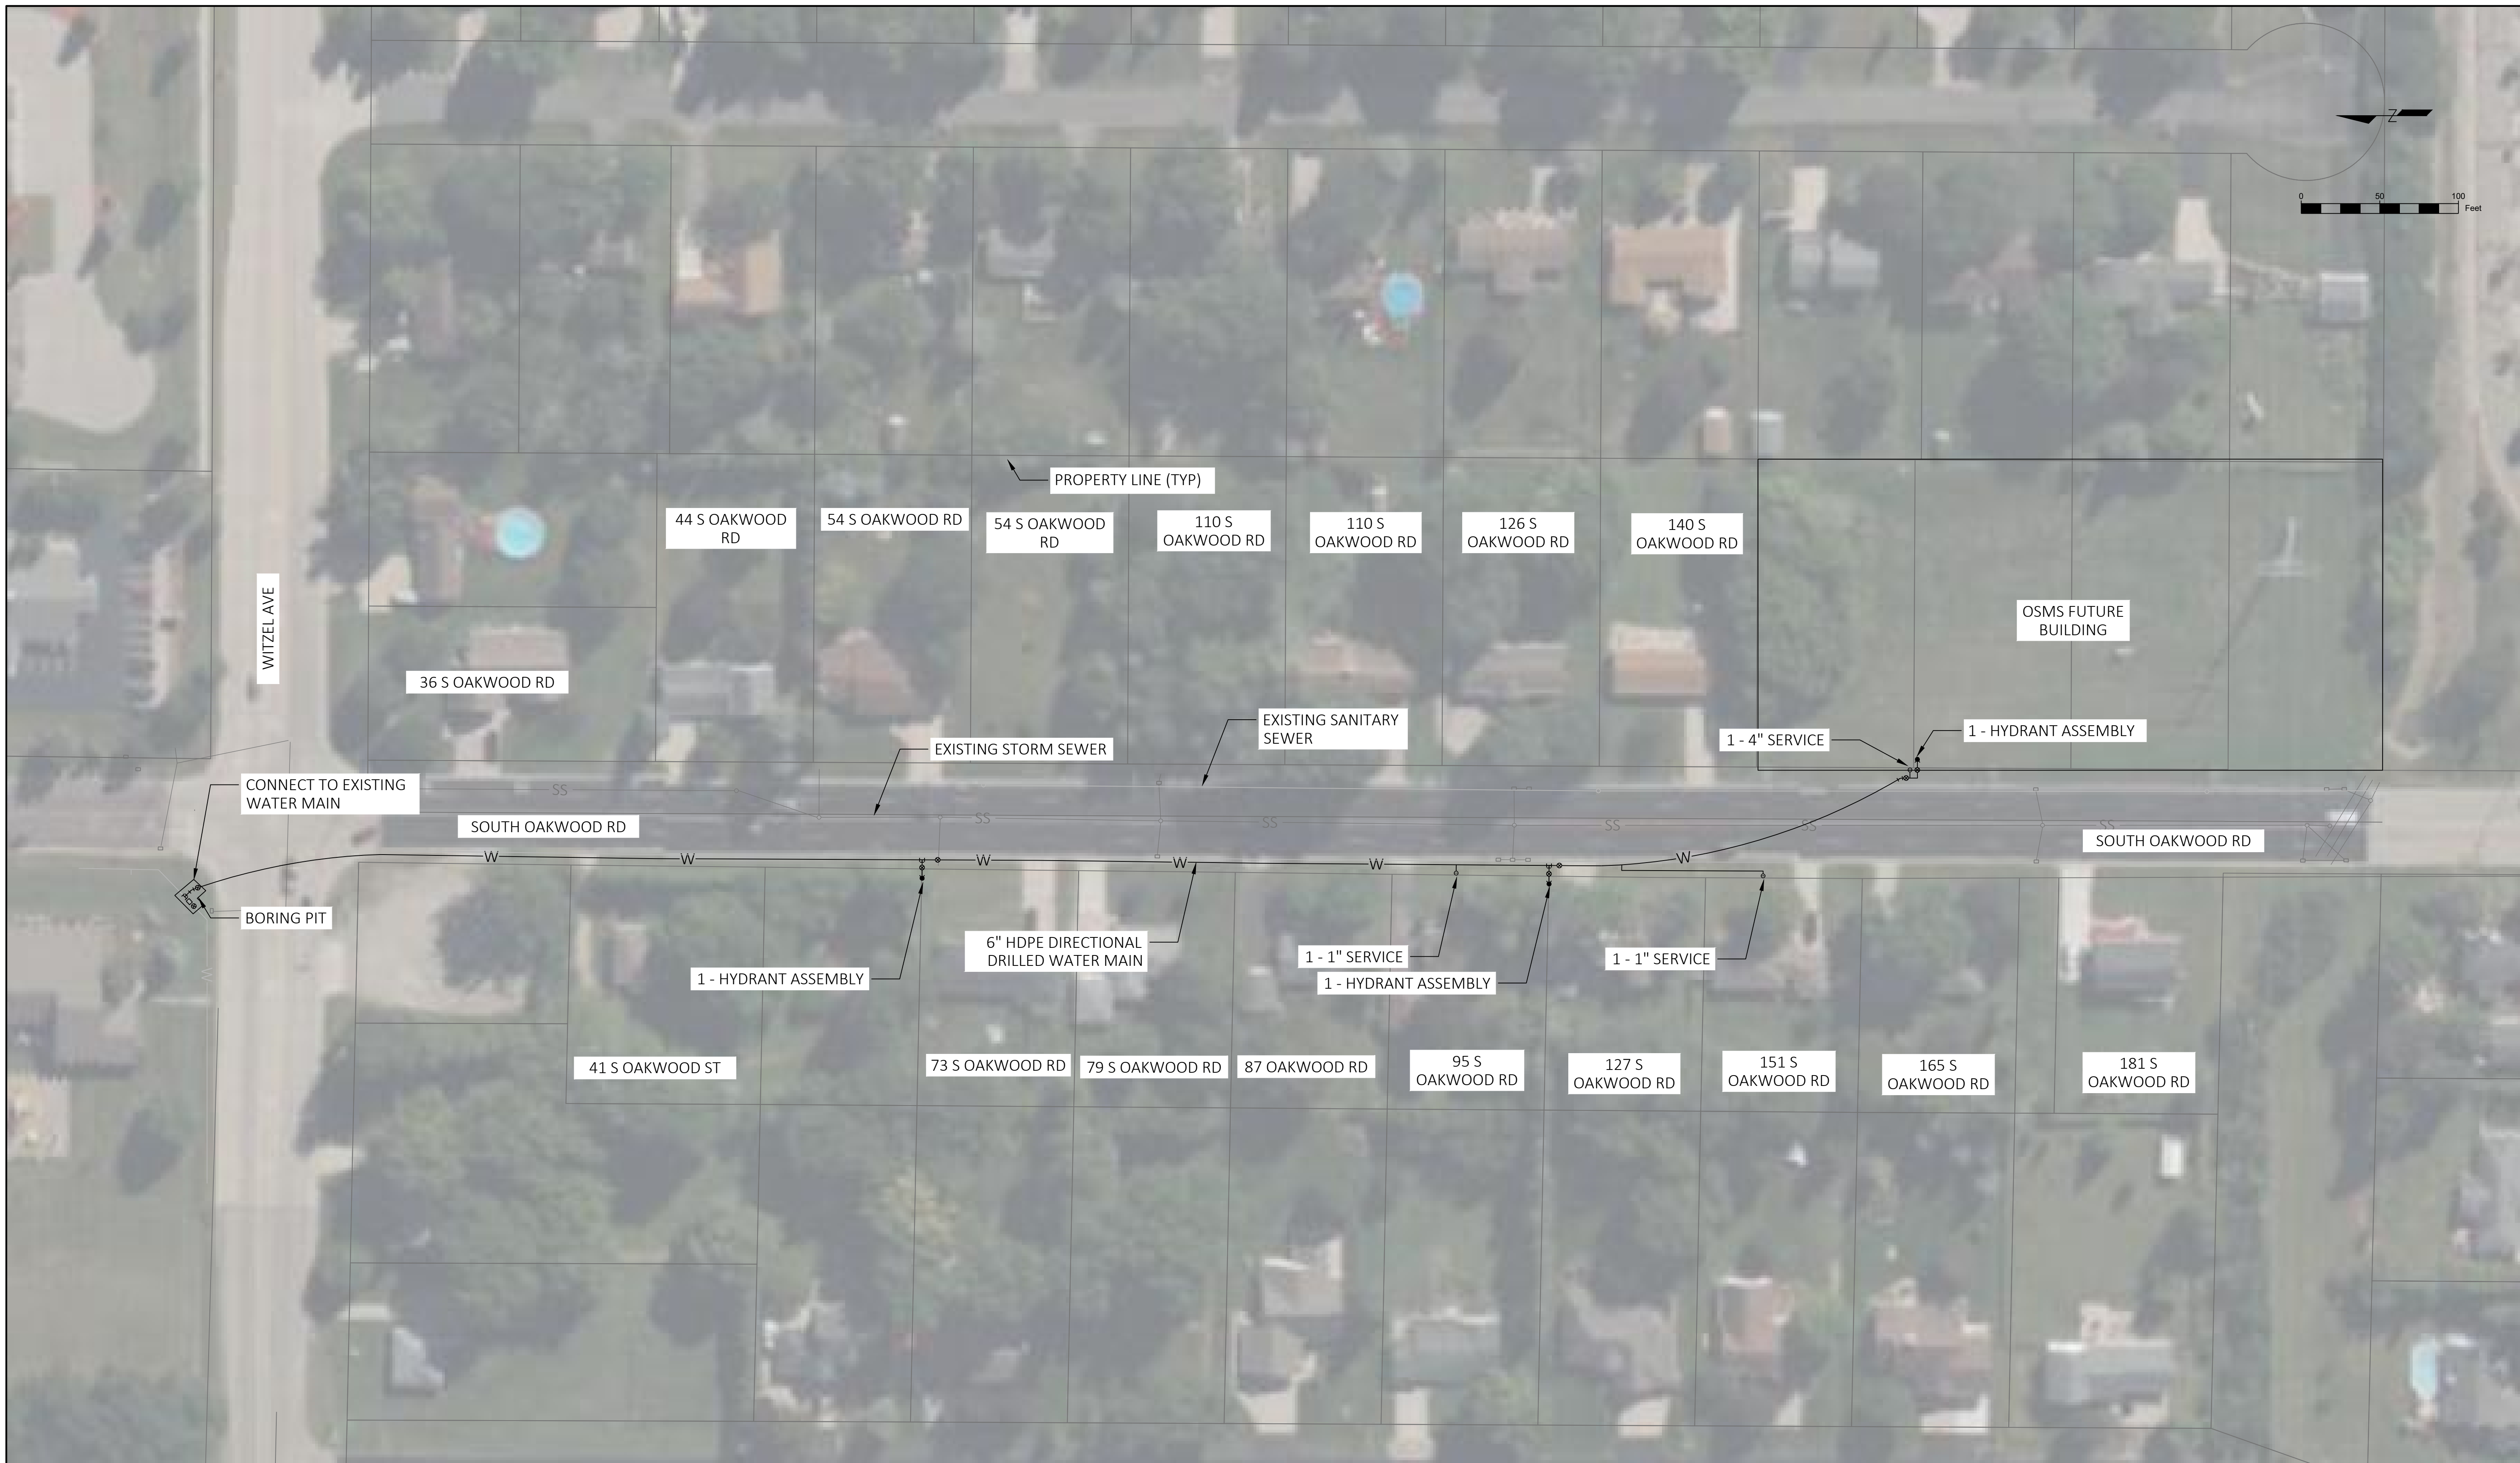 Z
0 50 100
Feet
PROPERTY LINE (TYP)
44 S OAKWOOD
RD
54 S OAKWOOD RD
54 S OAKWOOD
RD
110 S
OAKWOOD RD
110 S
OAKWOOD RD
126 S
OAKWOOD RD
140 S
OAKWOOD RD
WITZEL AVE
OSMS FUTURE
BUILDING
36 S OAKWOOD RD
EXISTING SANITARY
SEWER
EXISTING STORM SEWER
1 - 4" SERVICE
1 - HYDRANT ASSEMBLY
CONNECT TO EXISTING
WATER MAIN
SS
SS
SS
SS
SS
SS
SOUTH OAKWOOD RD
SOUTH OAKWOOD RD
W
W
W
W
W
W
BORING PIT
W
6" HDPE DIRECTIONAL
DRILLED WATER MAIN
1 - HYDRANT ASSEMBLY
1 - 1" SERVICE
1 - HYDRANT ASSEMBLY
1 - 1" SERVICE
41 S OAKWOOD ST
73 S OAKWOOD RD
79 S OAKWOOD RD
87 OAKWOOD RD
95 S
OAKWOOD RD
127 S
OAKWOOD RD
151 S
OAKWOOD RD
165 S
OAKWOOD RD
181 S
OAKWOOD RD